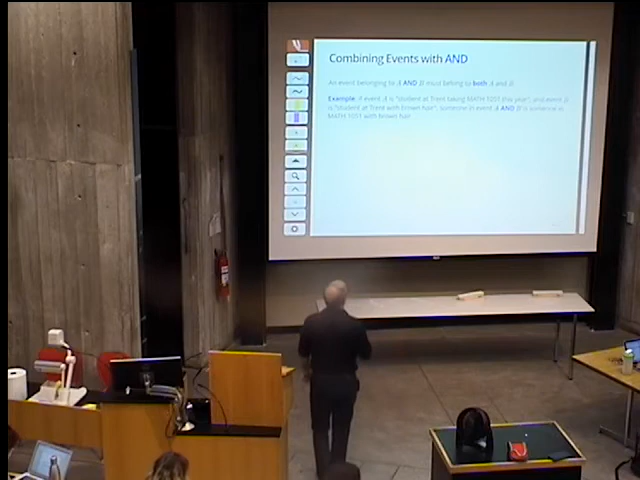 Combining Events with AND
An event belonging to A AND B must belong to both A and B.
Example: if event A is "student at Trent taking MATH 1051 this year", and event B
is "student at Trent with brown hair", someone in event A AND B is someone in
MATH 1051 with brown hair.